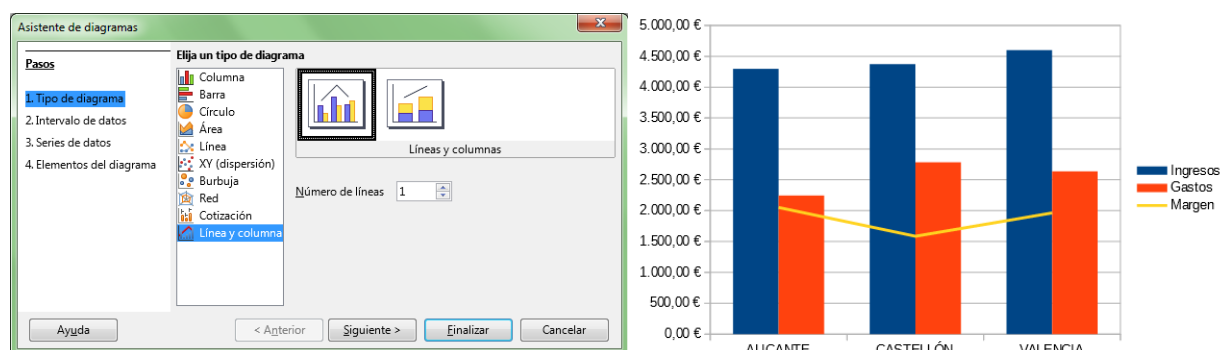 Asistente de diagramas
Pasos
1. Tipo de diagrama
2. Intervalo de datos
3. Series de datos
4. Elementos del diagrama
Elija un tipo de diagrama
Columna
Barra
Círculo
Área
Línea
XY (dispersión)
Burbuja
Red
Cotización
Línea y columna
Líneas y columnas
Número de líneas 1
Ayuda
< Anterior
Siguiente >
Finalizar
Cancelar
5.000,00 €
4.500,00 €
4.000,00 €
3.500,00 €
3.000,00 €
2.500,00 €
2.000,00 €
1.500,00 €
1.000,00 €
500,00 €
0,00 €
ALICANTE CASTELLÓN VALENCIA
Ingresos
Gastos
Margen